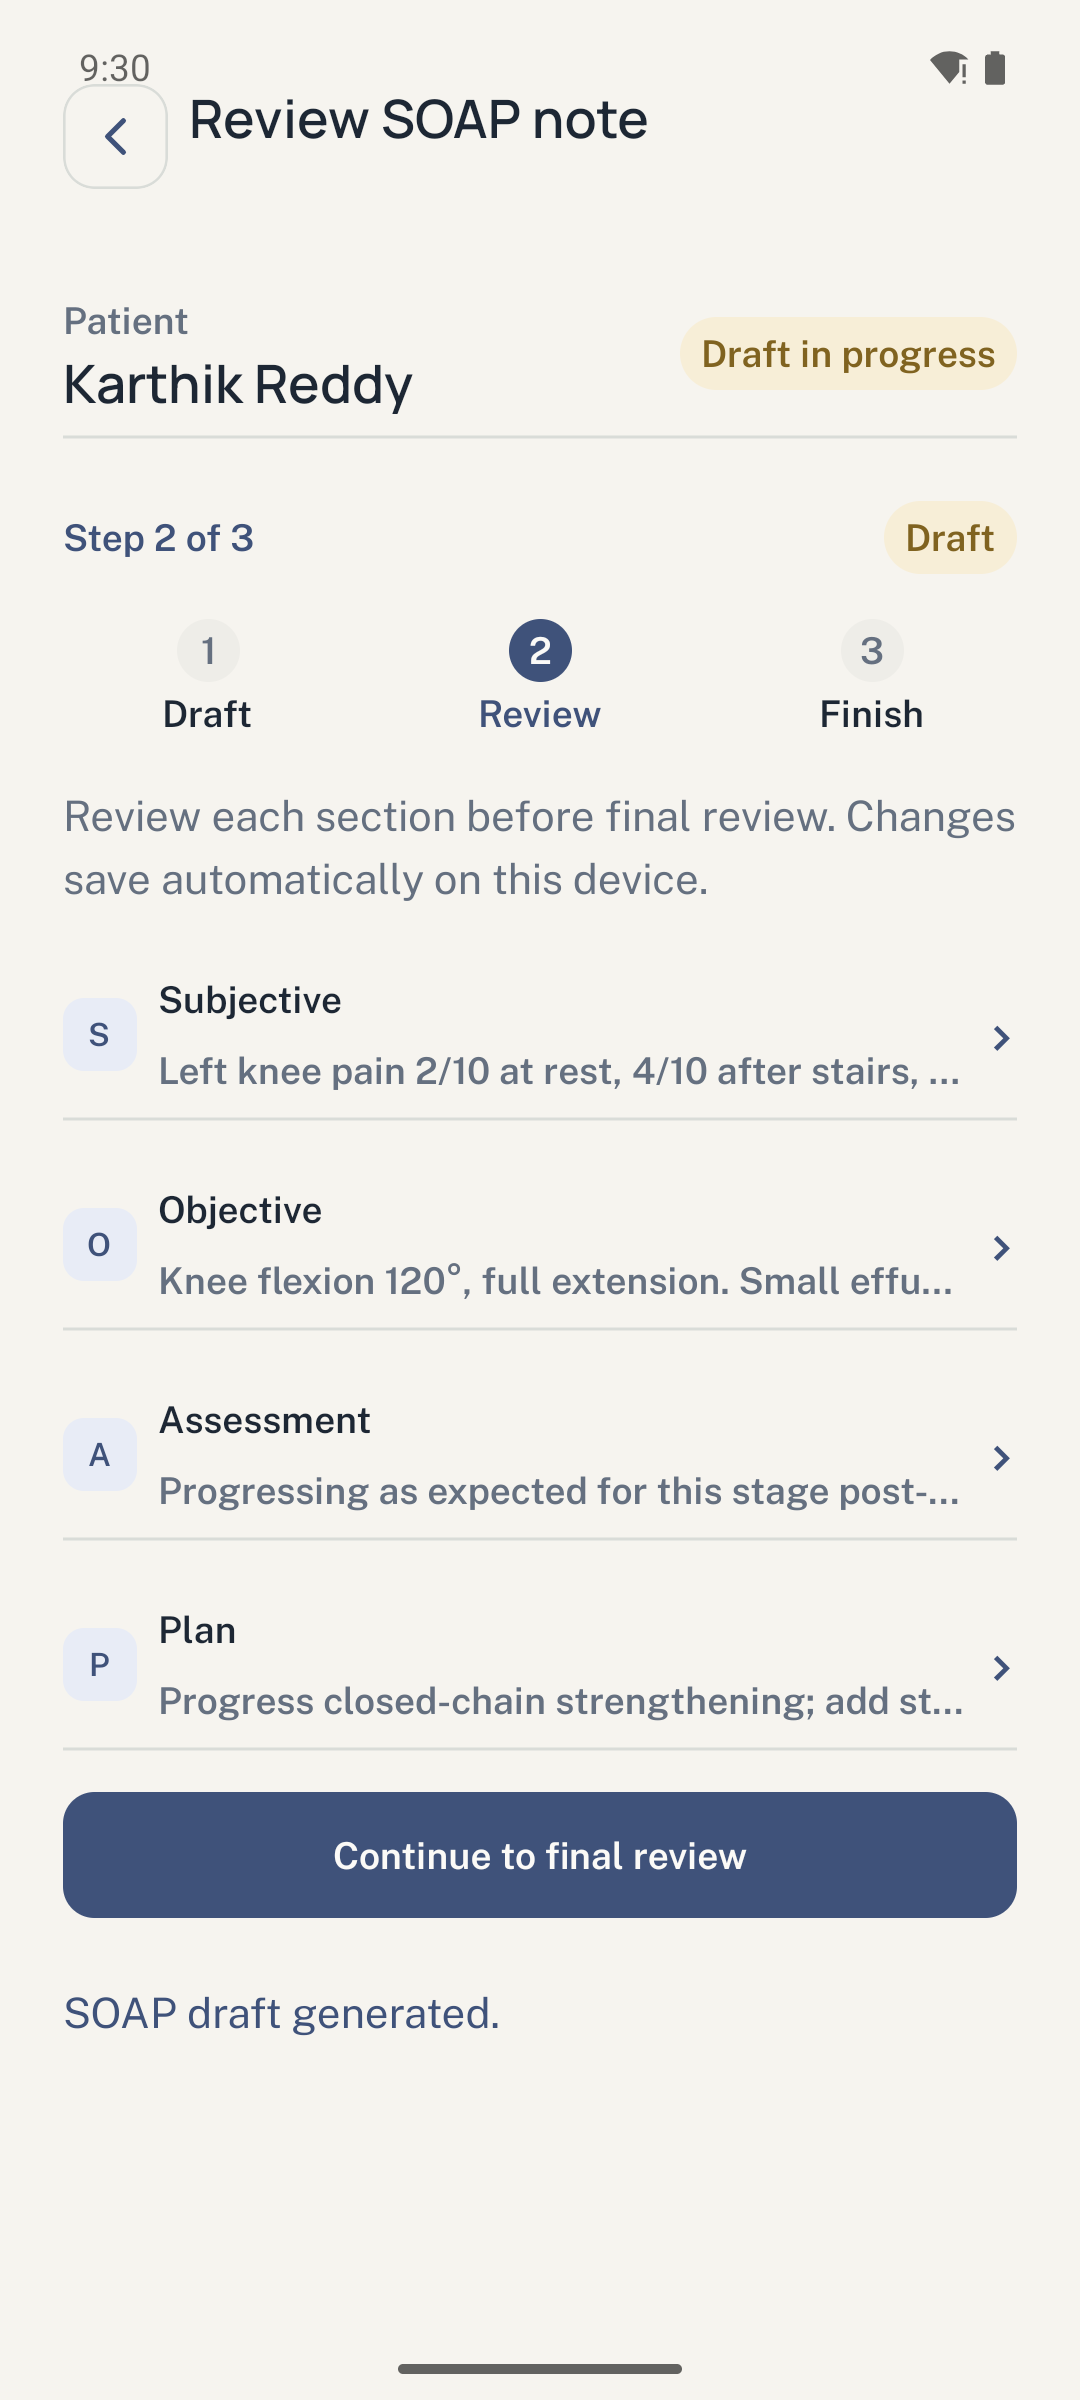 9:30
Review SOAP note
Patient
Karthik Reddy
Draft in progress
Step 2 of 3
Draft
1
Draft
2
Review
3
Finish
Review each section before final review. Changes
save automatically on this device.
S
Subjective
Left knee pain 2/10 at rest, 4/10 after stairs, ...
O
Objective
Knee flexion 120°, full extension. Small effu...
A
Assessment
Progressing as expected for this stage post-...
P
Plan
Progress closed-chain strengthening; add st...
Continue to final review
SOAP draft generated.